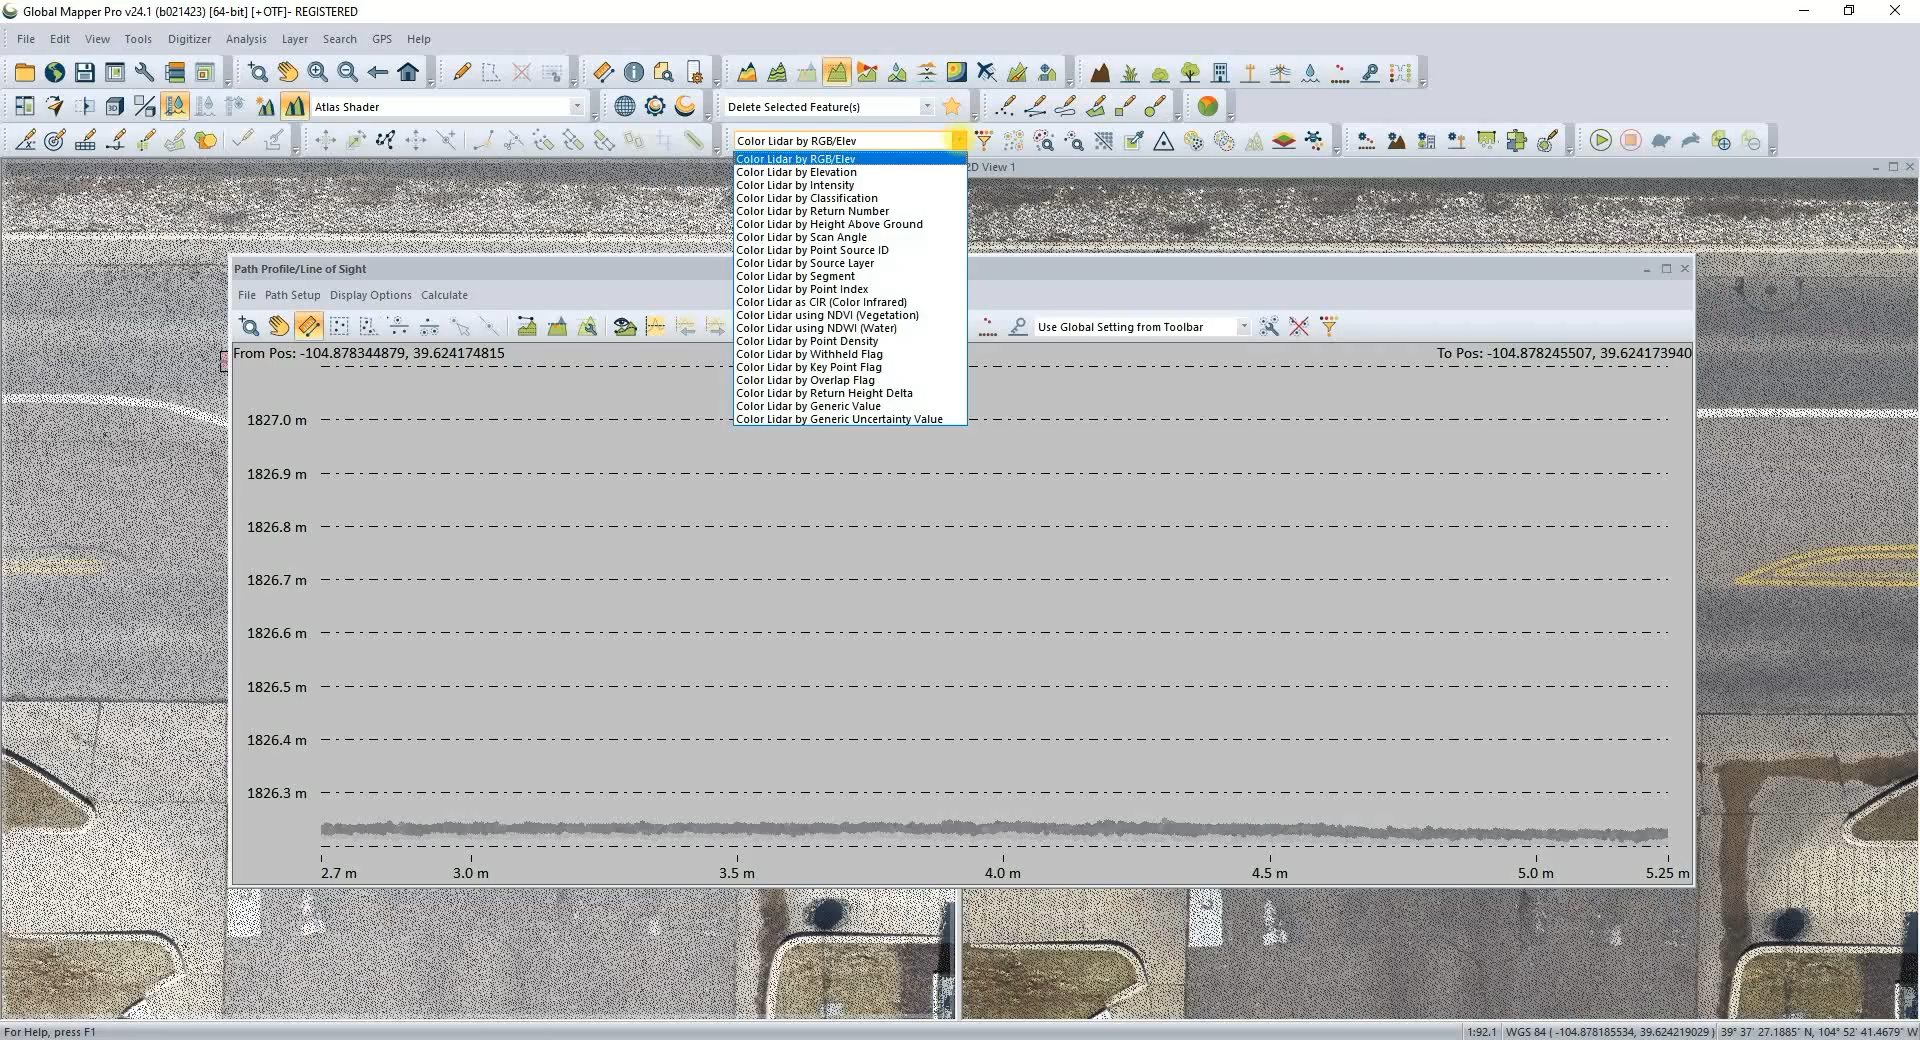 Global Mapper Pro v24.1 (b021423) [64-bit] [+OTF]- REGISTERED
File Edit View Tools Digitizer Analysis Layer Search GPS Help
Atlas Shader
Delete Selected Feature(s)
Color Lidar by RGB/Elev
Color Lidar by RGB/Elev
Color Lidar by Elevation
Color Lidar by Intensity
Color Lidar by Classification
Color Lidar by Return Number
Color Lidar by Height Above Ground
Color Lidar by Scan Angle
Color Lidar by Point Source ID
Color Lidar by Source Layer
Color Lidar by Segment
Color Lidar by Point Index
Color Lidar as CIR (Color Infrared)
Color Lidar using NDVI (Vegetation)
Color Lidar using NDWI (Water)
Color Lidar by Point Density
Color Lidar by Withheld Flag
Color Lidar by Key Point Flag
Color Lidar by Overlap Flag
Color Lidar by Return Height Delta
Color Lidar by Generic Value
Color Lidar by Generic Uncertainty Value
2D View 1
Path Profile/Line of Sight
File Path Setup Display Options Calculate
Use Global Setting from Toolbar
From Pos: -104.878344879, 39.624174815
To Pos: -104.878245507, 39.624173940
1827.0 m
1826.9 m
1826.8 m
1826.7 m
1826.6 m
1826.5 m
1826.4 m
1826.3 m
2.7 m 3.0 m 3.5 m 4.0 m 4.5 m 5.0 m 5.25 m
For Help, press F1
1:92.1 WGS 84 ( -104.878185534, 39.624219029 ) 39° 37' 27.1885" N, 104° 52' 41.4679" W